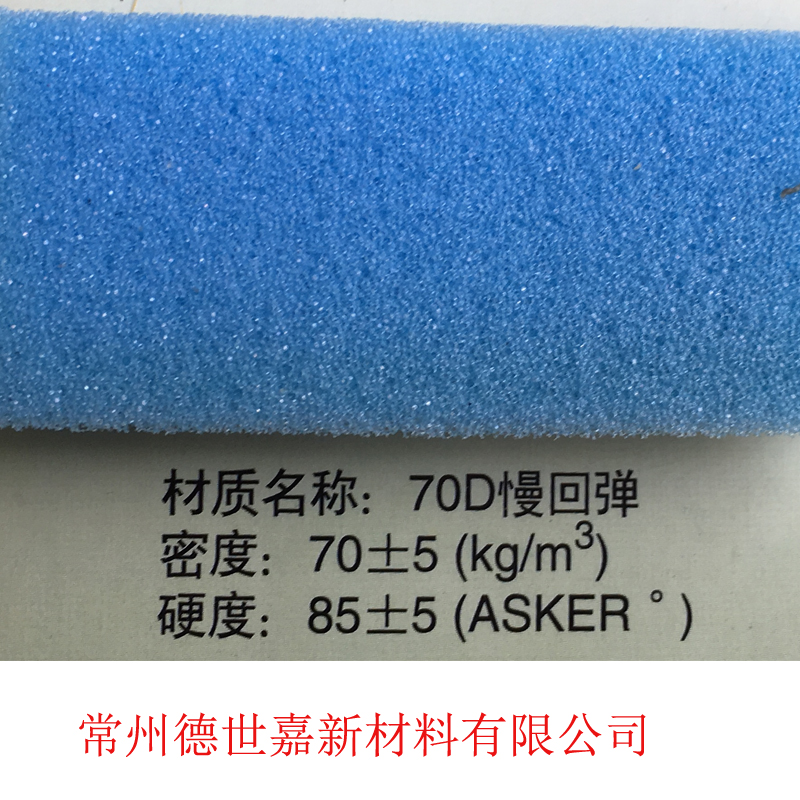 材质名称：70D慢回弹
密度：70±5 (kg/m³)
硬度：85±5 (ASKER °)
常州德世嘉新材料有限公司